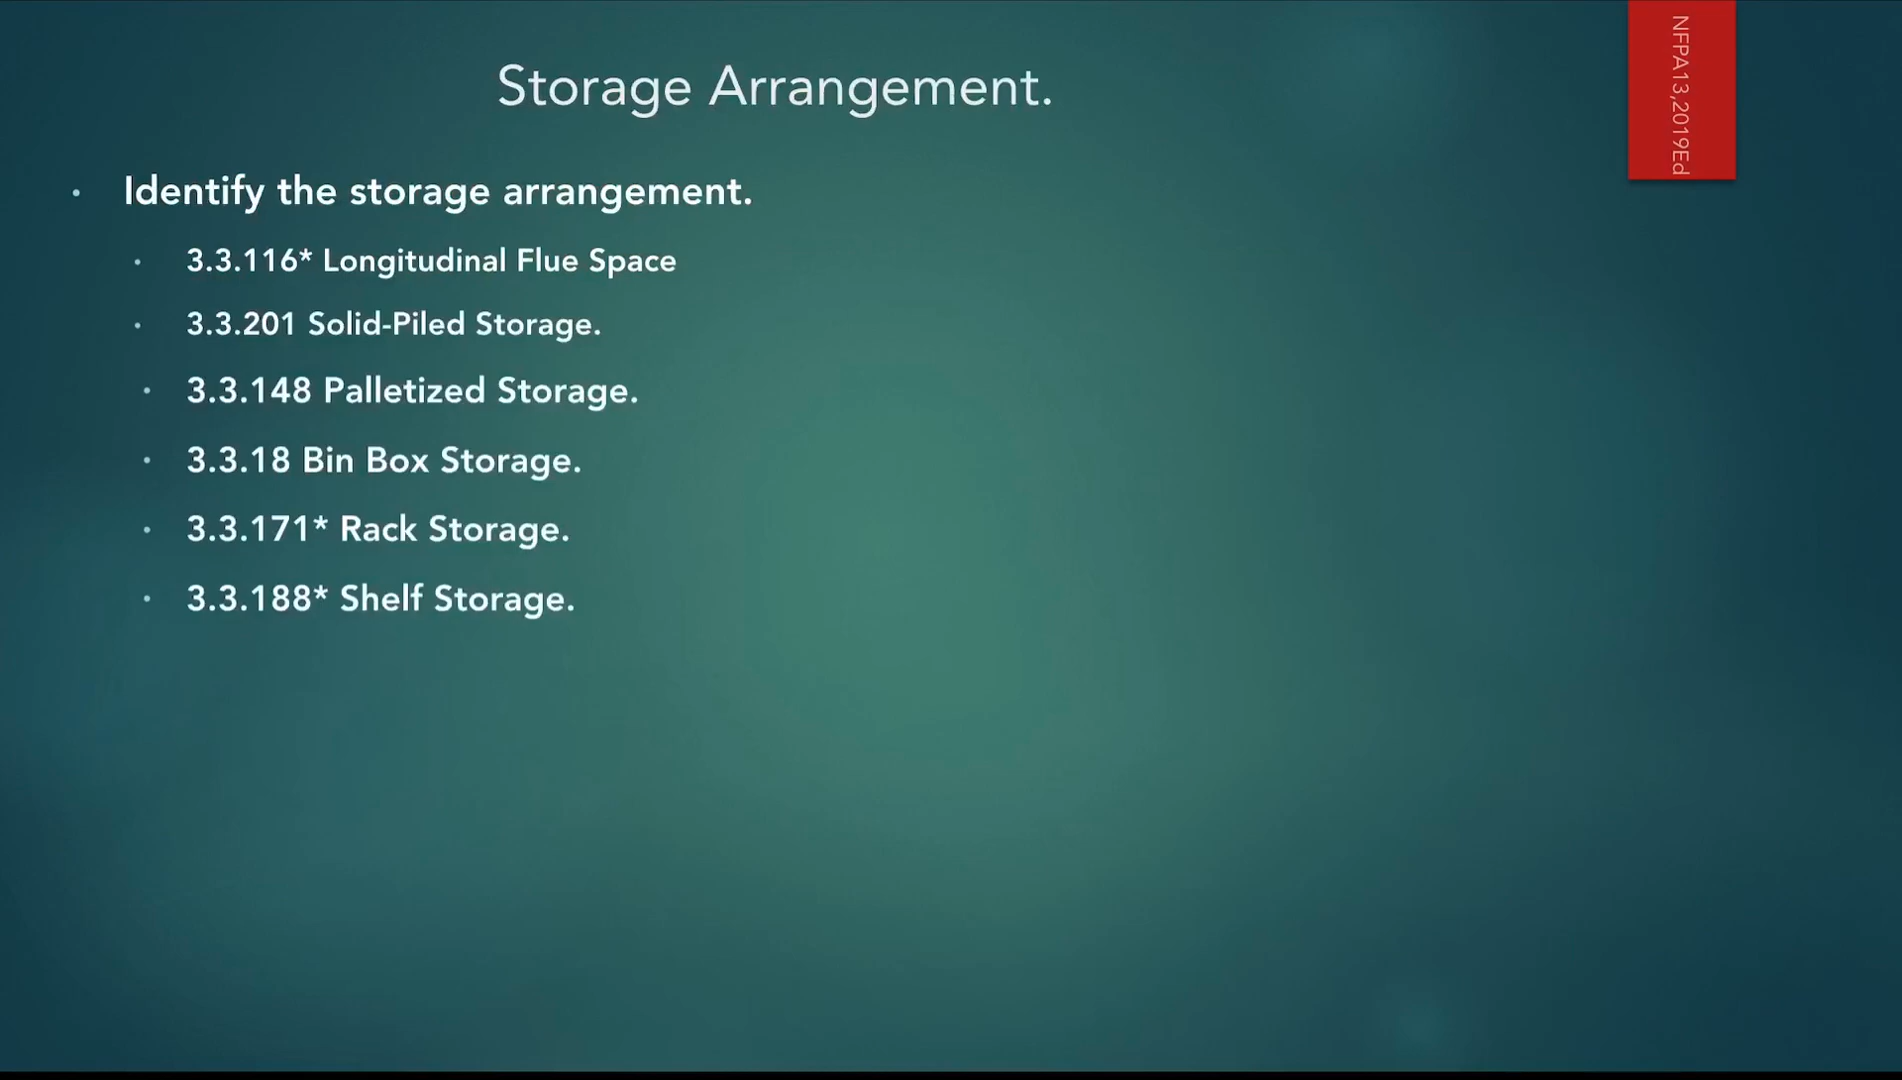 Storage Arrangement.
NFPA13,2019Ed
• Identify the storage arrangement.
• 3.3.116* Longitudinal Flue Space
• 3.3.201 Solid-Piled Storage.
• 3.3.148 Palletized Storage.
• 3.3.18 Bin Box Storage.
• 3.3.171* Rack Storage.
• 3.3.188* Shelf Storage.